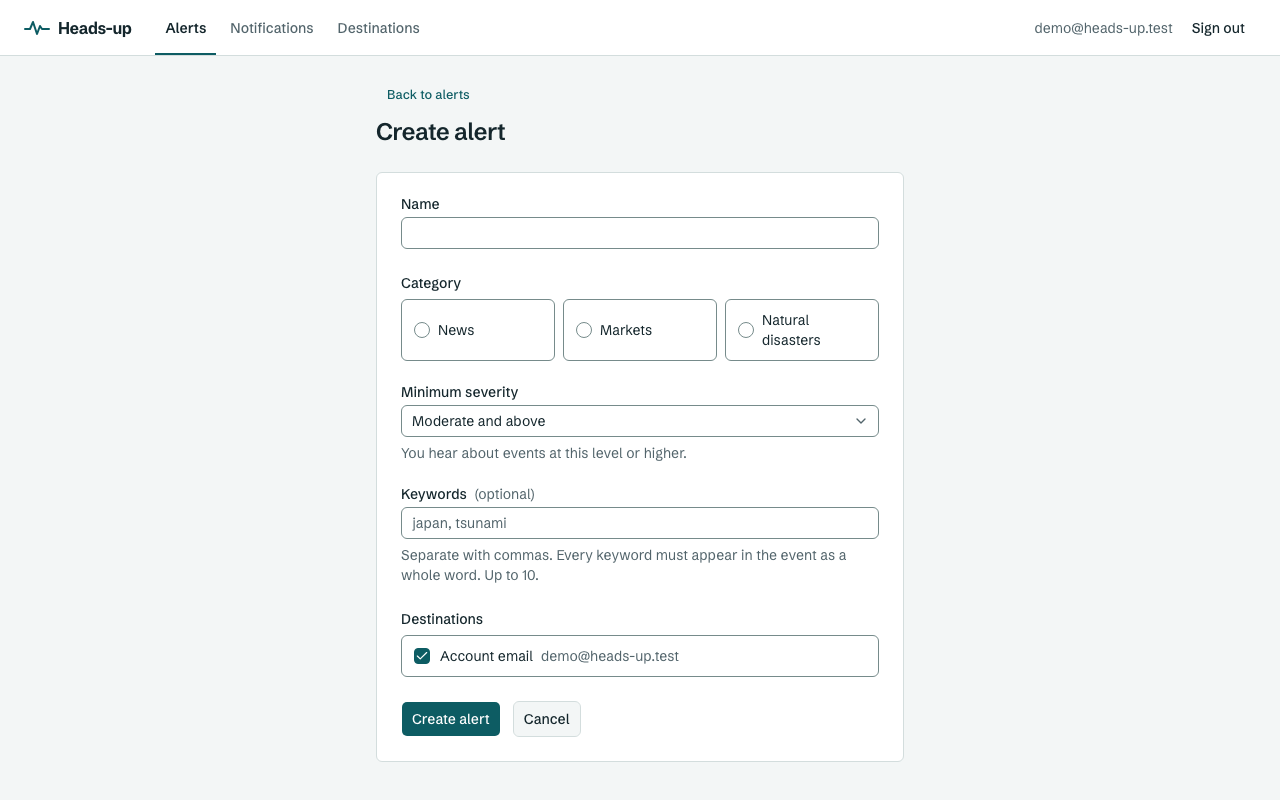 Heads-up
Alerts
Notifications
Destinations
demo@heads-up.test
Sign out
Back to alerts
Create alert
Name
Category
News
Markets
Natural
disasters
Minimum severity
Moderate and above
You hear about events at this level or higher.
Keywords (optional)
japan, tsunami
Separate with commas. Every keyword must appear in the event as a
whole word. Up to 10.
Destinations
Account email demo@heads-up.test
Create alert
Cancel